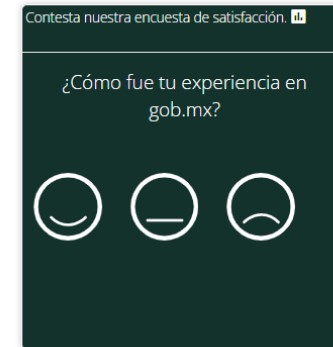 Contesta nuestra encuesta de satisfacción.
¿Cómo fue tu experiencia en
gob.mx?